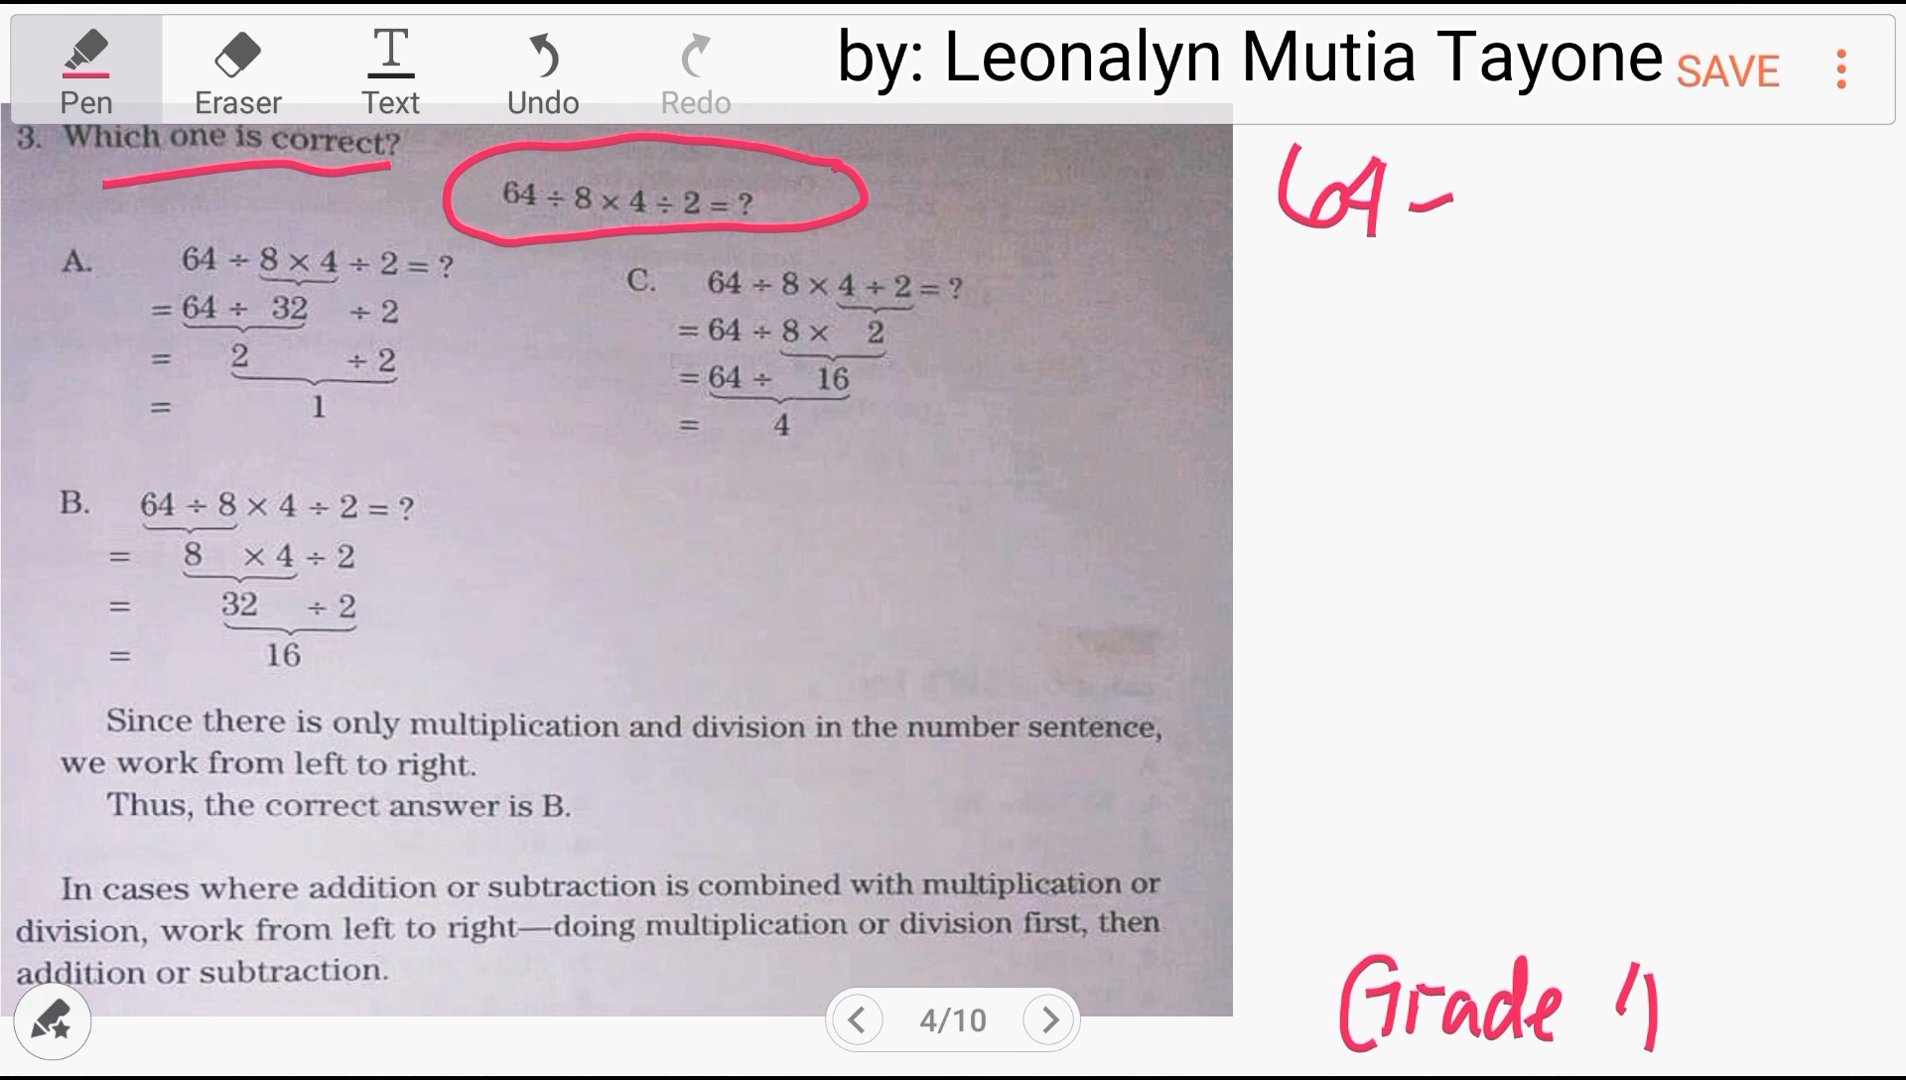 Pen
Eraser
Text
Undo
Redo
by: Leonalyn Mutia Tayone
SAVE
3. Which one is correct?
64 ÷ 8 × 4 ÷ 2 = ?
64 -
A. 64 ÷ 8 × 4 ÷ 2 = ?
= 64 ÷ 32 ÷ 2
= 2 ÷ 2
= 1
C. 64 ÷ 8 × 4 ÷ 2 = ?
= 64 ÷ 8 × 2
= 64 ÷ 16
= 4
B. 64 ÷ 8 × 4 ÷ 2 = ?
= 8 × 4 ÷ 2
= 32 ÷ 2
= 16
Since there is only multiplication and division in the number sentence,
we work from left to right.
Thus, the correct answer is B.
In cases where addition or subtraction is combined with multiplication or
division, work from left to right—doing multiplication or division first, then
addition or subtraction.
4/10
Grade